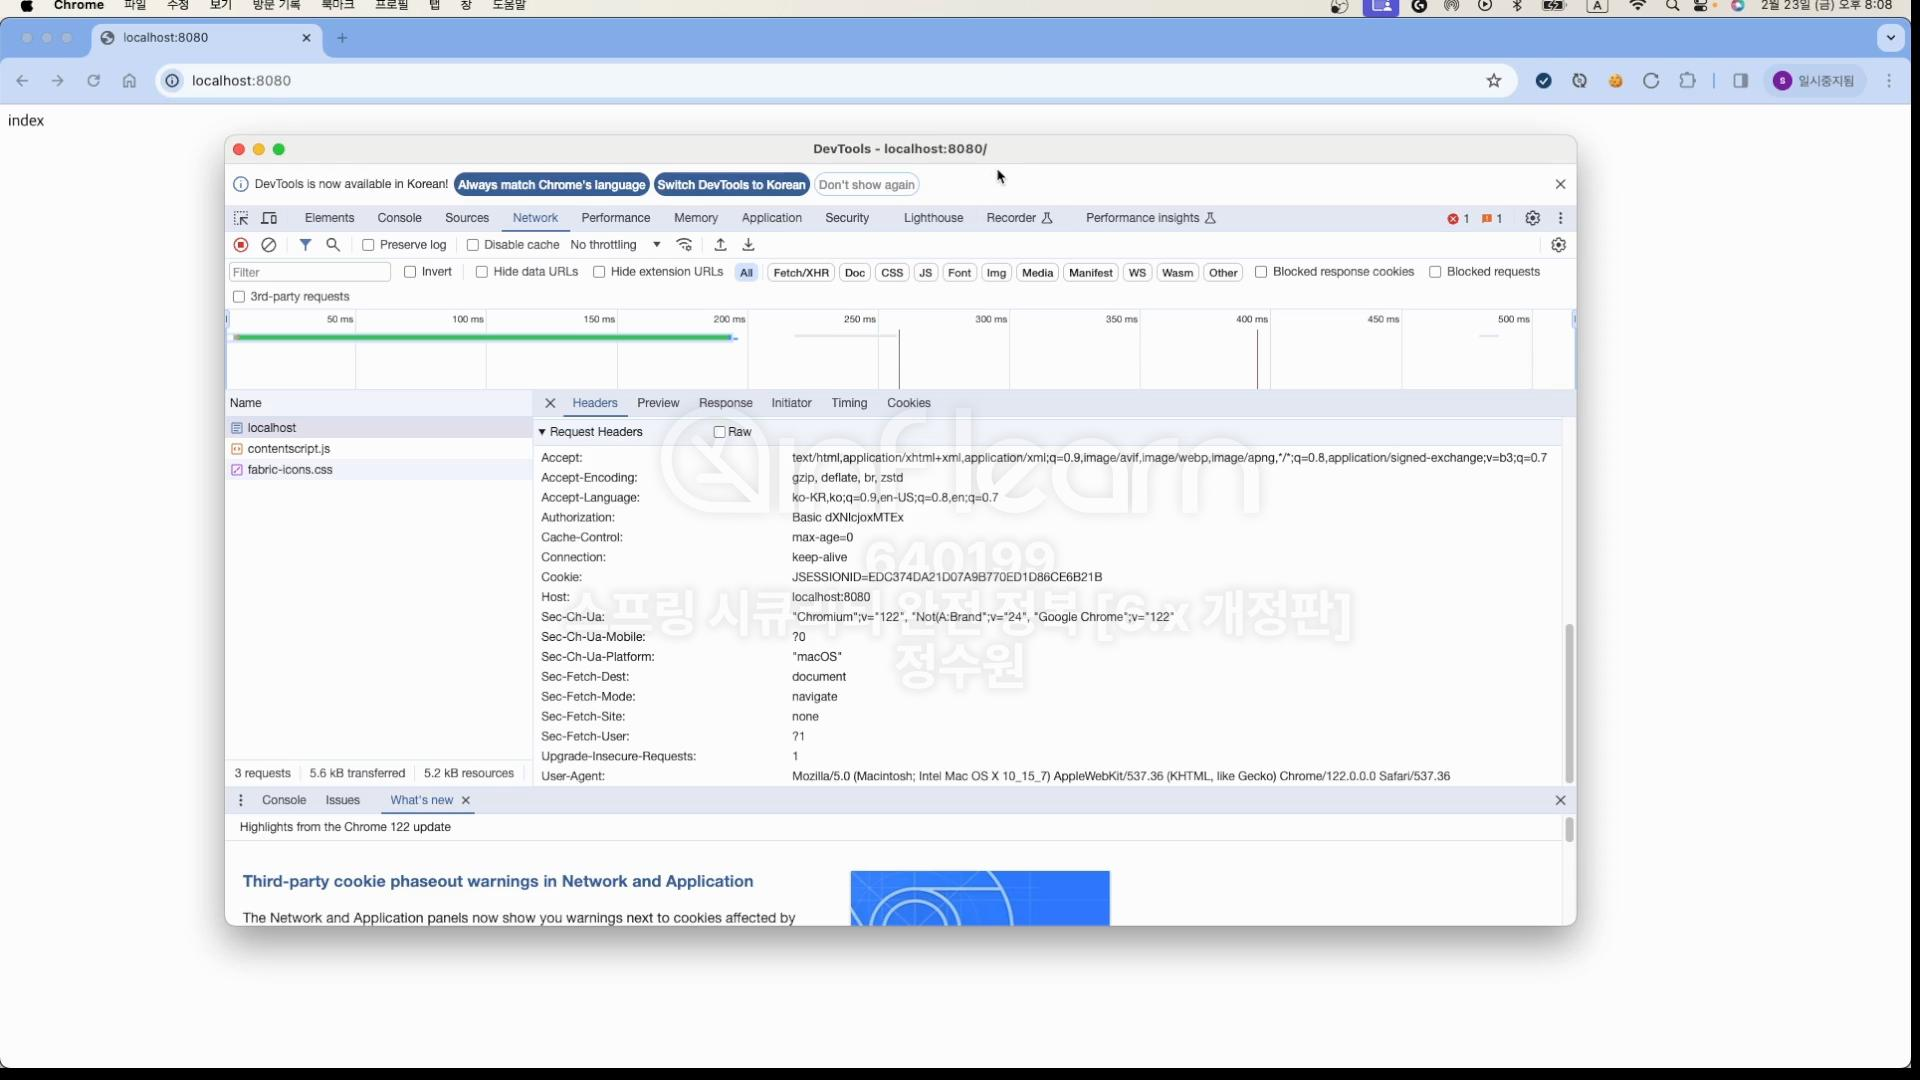 Chrome 파일 수정 보기 방문 기록 북마크 프로필 탭 창 도움말 A 2월 23일 (금) 오후 8:08
localhost:8080
localhost:8080 S 일시중지됨
index
DevTools - localhost:8080/
DevTools is now available in Korean! Always match Chrome's language Switch DevTools to Korean Don't show again
Elements Console Sources Network Performance Memory Application Security Lighthouse Recorder Performance insights 1 1
Preserve log Disable cache No throttling
Filter Invert Hide data URLs Hide extension URLs All Fetch/XHR Doc CSS JS Font Img Media Manifest WS Wasm Other Blocked response cookies Blocked requests
3rd-party requests
50 ms 100 ms 150 ms 200 ms 250 ms 300 ms 350 ms 400 ms 450 ms 500 ms
Name Headers Preview Response Initiator Timing Cookies
localhost
contentscript.js
fabric-icons.css
Request Headers Raw
Accept: text/html,application/xhtml+xml,application/xml;q=0.9,image/avif,image/webp,image/apng,*/*;q=0.8,application/signed-exchange;v=b3;q=0.7
Accept-Encoding: gzip, deflate, br, zstd
Accept-Language: ko-KR,ko;q=0.9,en-US;q=0.8,en;q=0.7
Authorization: Basic dXNlcjoxMTEx
Cache-Control: max-age=0
Connection: keep-alive
Cookie: JSESSIONID=EDC374DA21D07A9B770ED1D86CE6B21B
Host: localhost:8080
Sec-Ch-Ua: "Chromium";v="122", "Not(A:Brand";v="24", "Google Chrome";v="122"
Sec-Ch-Ua-Mobile: ?0
Sec-Ch-Ua-Platform: "macOS"
Sec-Fetch-Dest: document
Sec-Fetch-Mode: navigate
Sec-Fetch-Site: none
Sec-Fetch-User: ?1
Upgrade-Insecure-Requests: 1
User-Agent: Mozilla/5.0 (Macintosh; Intel Mac OS X 10_15_7) AppleWebKit/537.36 (KHTML, like Gecko) Chrome/122.0.0.0 Safari/537.36
inflearn
640199
스프링 시큐리티 완전 정복 [6.x 개정판]
정수원
3 requests 5.6 kB transferred 5.2 kB resources
Console Issues What's new
Highlights from the Chrome 122 update
Third-party cookie phaseout warnings in Network and Application
The Network and Application panels now show you warnings next to cookies affected by